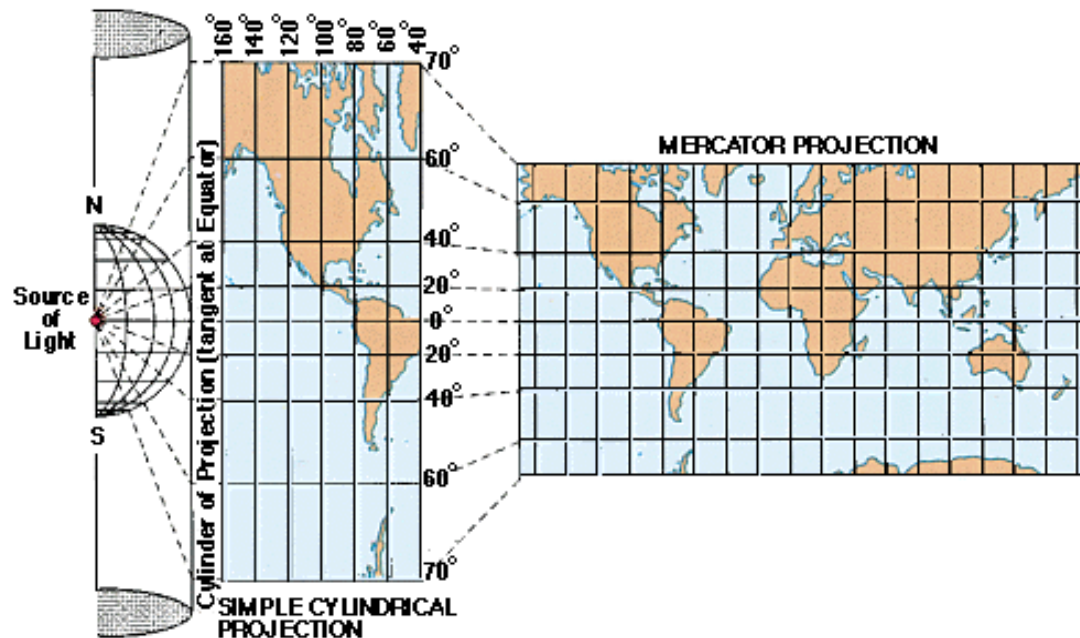 160° 140° 120° 100° 80° 60° 40°
70°
60°
40°
20°
0°
20°
40°
60°
70°
N
Source
of
Light
S
Cylinder of Projection (tangent at Equator)
SIMPLE CYLINDRICAL
PROJECTION
MERCATOR PROJECTION